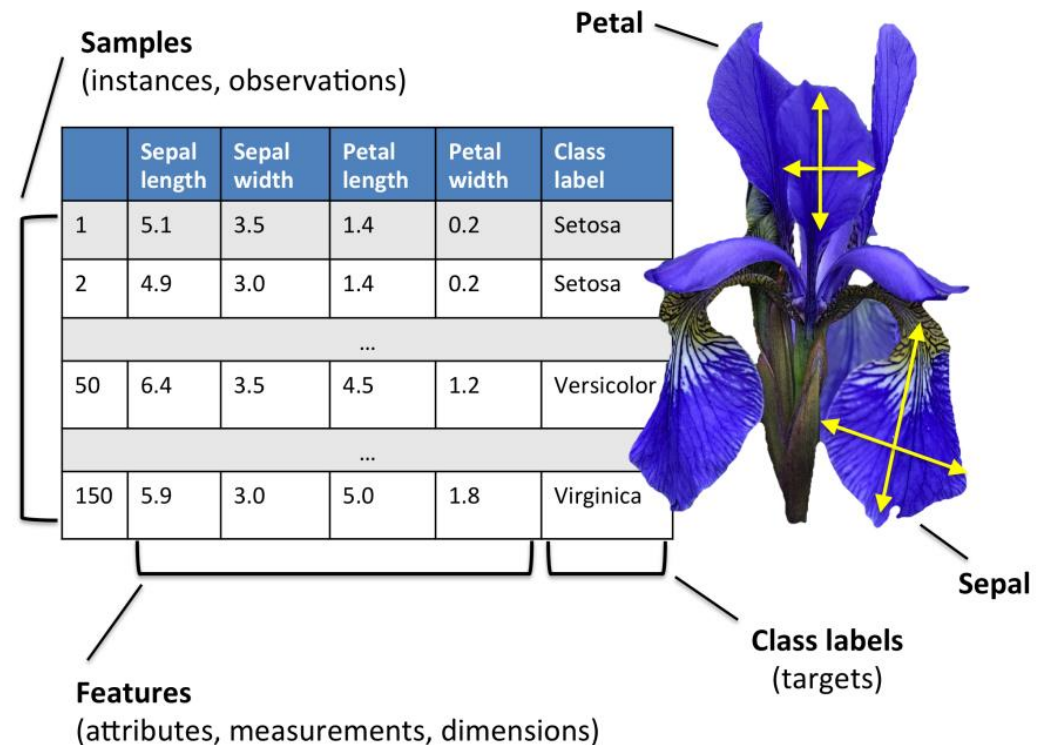 Samples
(instances, observations)
Petal
Sepal length Sepal width Petal length Petal width Class label
1 5.1 3.5 1.4 0.2 Setosa
2 4.9 3.0 1.4 0.2 Setosa
...
50 6.4 3.5 4.5 1.2 Versicolor
...
150 5.9 3.0 5.0 1.8 Virginica
Sepal
Class labels
(targets)
Features
(attributes, measurements, dimensions)